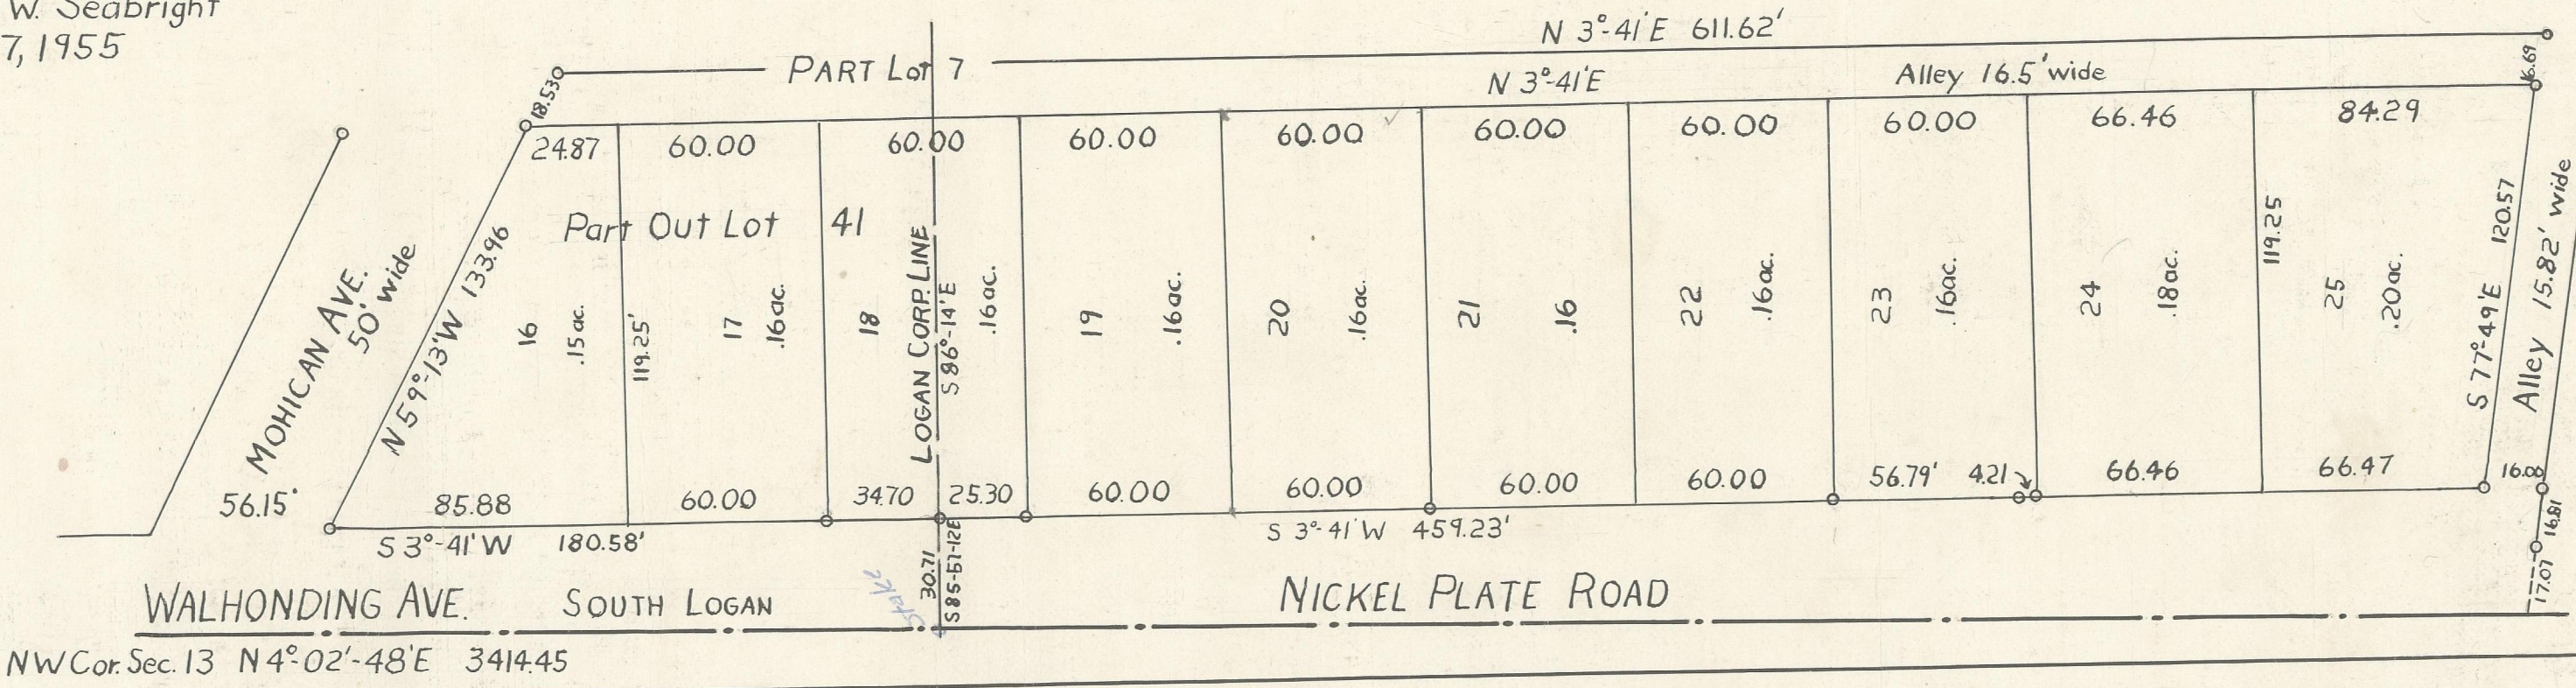 W. Seabright
7, 1955
N 3°-41'E 611.62'
PART Lot 7
N 3°-41'E
Alley 16.5' wide
18.53
16.69
24.87 60.00 60.00 60.00 60.00 60.00 60.00 60.00 66.46 84.29
Part Out Lot 41
MOHICAN AVE.
50' wide
N 59°-13'W 133.96
16 .15 ac.
119.25'
17 .16 ac.
18 .16 ac.
LOGAN CORP. LINE
S 86°-14'E
19 .16 ac.
20 .16 ac.
21 .16
22 .16 ac.
23 .16 ac.
24 .18 ac.
119.25
25 .20 ac.
S 77°-49'E 120.57
Alley 15.82' wide
56.15' 85.88 60.00 34.70 25.30 60.00 60.00 60.00 60.00 56.79' 4.21 66.46 66.47 16.00
S 3°-41'W 180.58'
S 3°-41'W 459.23'
16.81
17.07
30.71
S 85-57-12E
Stake
WALHONDING AVE. SOUTH LOGAN NICKEL PLATE ROAD
NW Cor. Sec. 13 N 4°-02'-48'E 3414.45